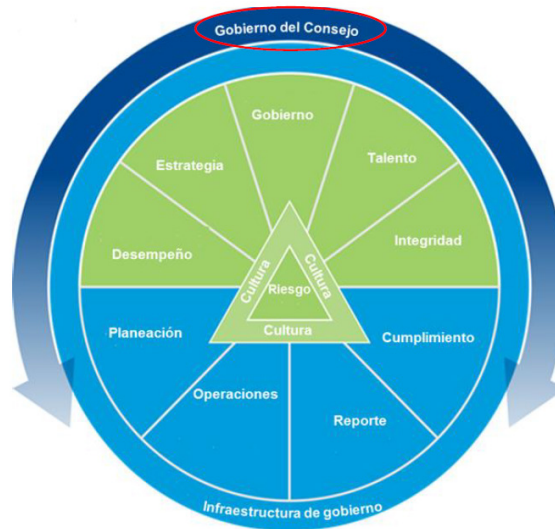 Gobierno del Consejo
Gobierno
Estrategia
Talento
Desempeño
Integridad
Cultura
Cultura
Riesgo
Cultura
Planeación
Cumplimiento
Operaciones
Reporte
Infraestructura de gobierno